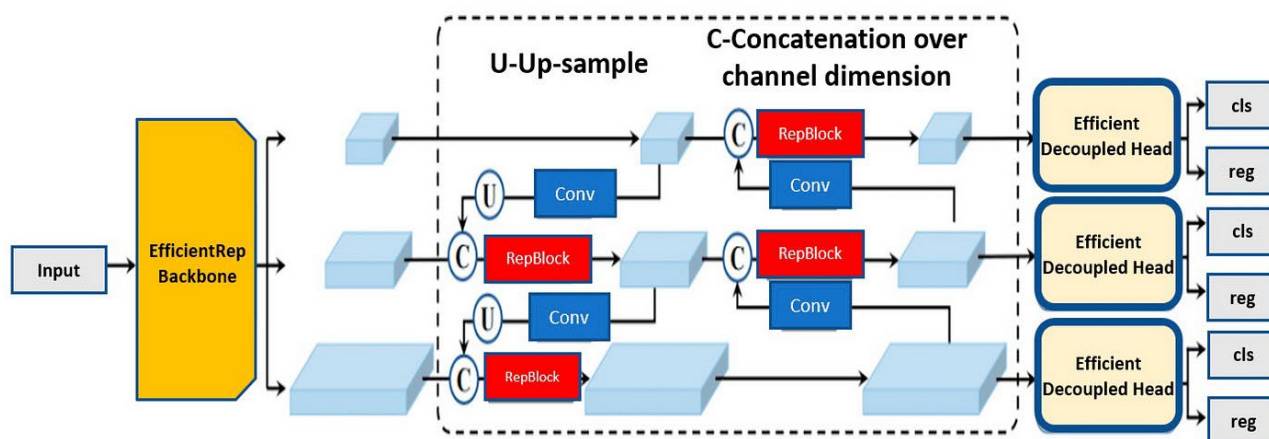 U-Up-sample
C-Concatenation over
channel dimension
C
RepBlock
Efficient
Decoupled Head
cls
reg
U
Conv
Conv
Input
EfficientRep
Backbone
C
RepBlock
C
RepBlock
Efficient
Decoupled Head
cls
reg
U
Conv
Conv
C
RepBlock
Efficient
Decoupled Head
cls
reg